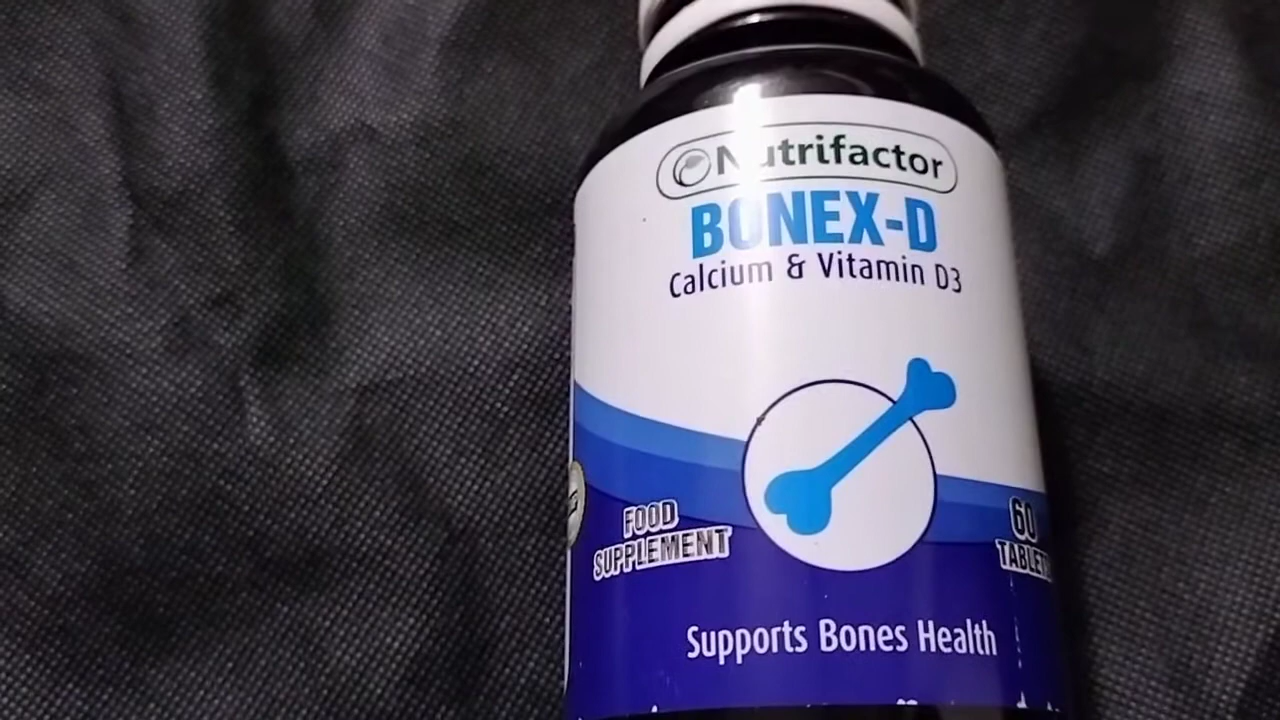 Nutrifactor
BONEX-D
Calcium & Vitamin D3
FOOD
SUPPLEMENT
60
TABLETS
Supports Bones Health